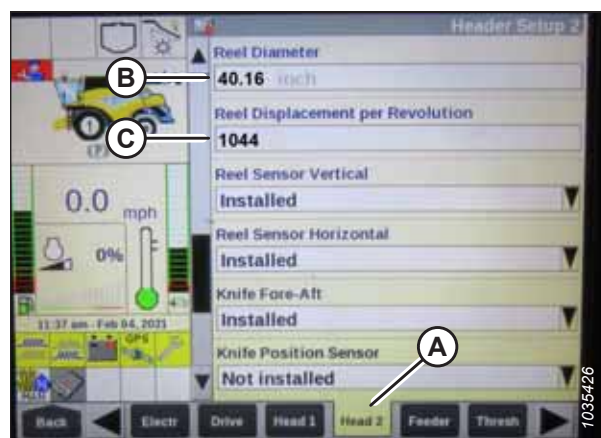 Header Setup 2
Reel Diameter
40.16 inch
B
Reel Displacement per Revolution
1044
C
Reel Sensor Vertical
Installed
Reel Sensor Horizontal
Installed
Knife Fore-Aft
Installed
Knife Position Sensor
Not installed
A
0.0 mph
0%
11:37 am - Feb 04, 2021
GPS
Back
Electr
Drive
Head 1
Head 2
Feeder
Thresh
1035426